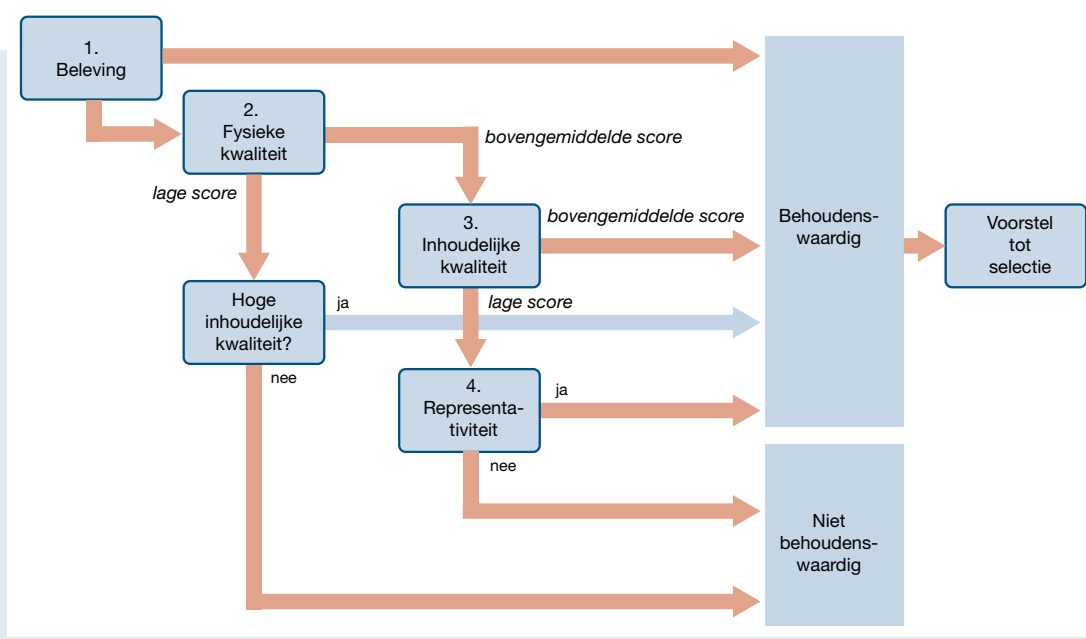 1.
Beleving
2.
Fysieke
kwaliteit
bovengemiddelde score
lage score
3.
Inhoudelijke
kwaliteit
bovengemiddelde score
Behoudens-
waardig
Voorstel
tot
selectie
Hoge
inhoudelijke
kwaliteit?
ja
lage score
nee
4.
Representa-
tiviteit
ja
nee
Niet
behoudens-
waardig